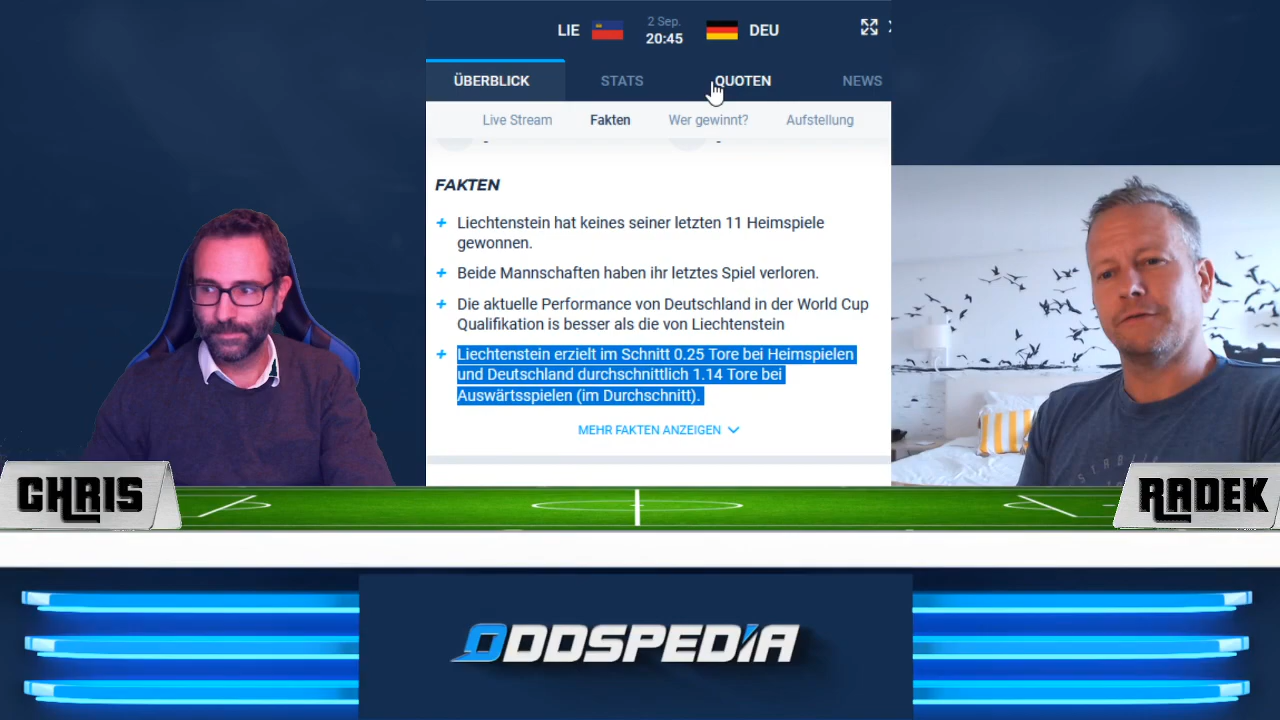 LIE
2 Sep.
20:45
DEU
ÜBERBLICK
STATS
QUOTEN
NEWS
Live Stream
Fakten
Wer gewinnt?
Aufstellung
-
-
FAKTEN
Liechtenstein hat keines seiner letzten 11 Heimspiele
gewonnen.
Beide Mannschaften haben ihr letztes Spiel verloren.
Die aktuelle Performance von Deutschland in der World Cup
Qualifikation is besser als die von Liechtenstein
Liechtenstein erzielt im Schnitt 0.25 Tore bei Heimspielen
und Deutschland durchschnittlich 1.14 Tore bei
Auswärtsspielen (im Durchschnitt).
MEHR FAKTEN ANZEIGEN
CHRIS
RADEK
ODDSPEDIA